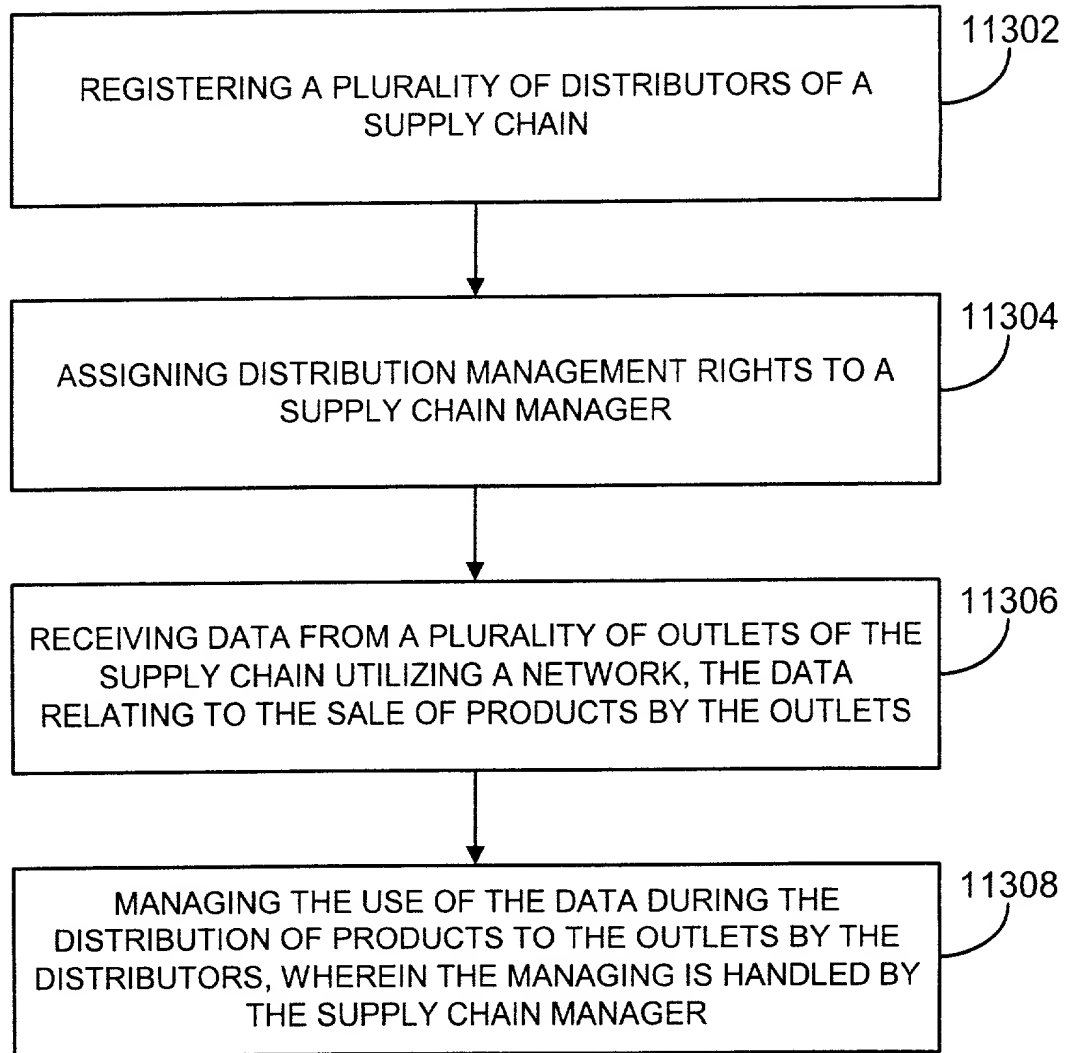 11302
REGISTERING A PLURALITY OF DISTRIBUTORS OF A
SUPPLY CHAIN
11304
ASSIGNING DISTRIBUTION MANAGEMENT RIGHTS TO A
SUPPLY CHAIN MANAGER
11306
RECEIVING DATA FROM A PLURALITY OF OUTLETS OF THE
SUPPLY CHAIN UTILIZING A NETWORK, THE DATA
RELATING TO THE SALE OF PRODUCTS BY THE OUTLETS
11308
MANAGING THE USE OF THE DATA DURING THE
DISTRIBUTION OF PRODUCTS TO THE OUTLETS BY THE
DISTRIBUTORS, WHEREIN THE MANAGING IS HANDLED BY
THE SUPPLY CHAIN MANAGER